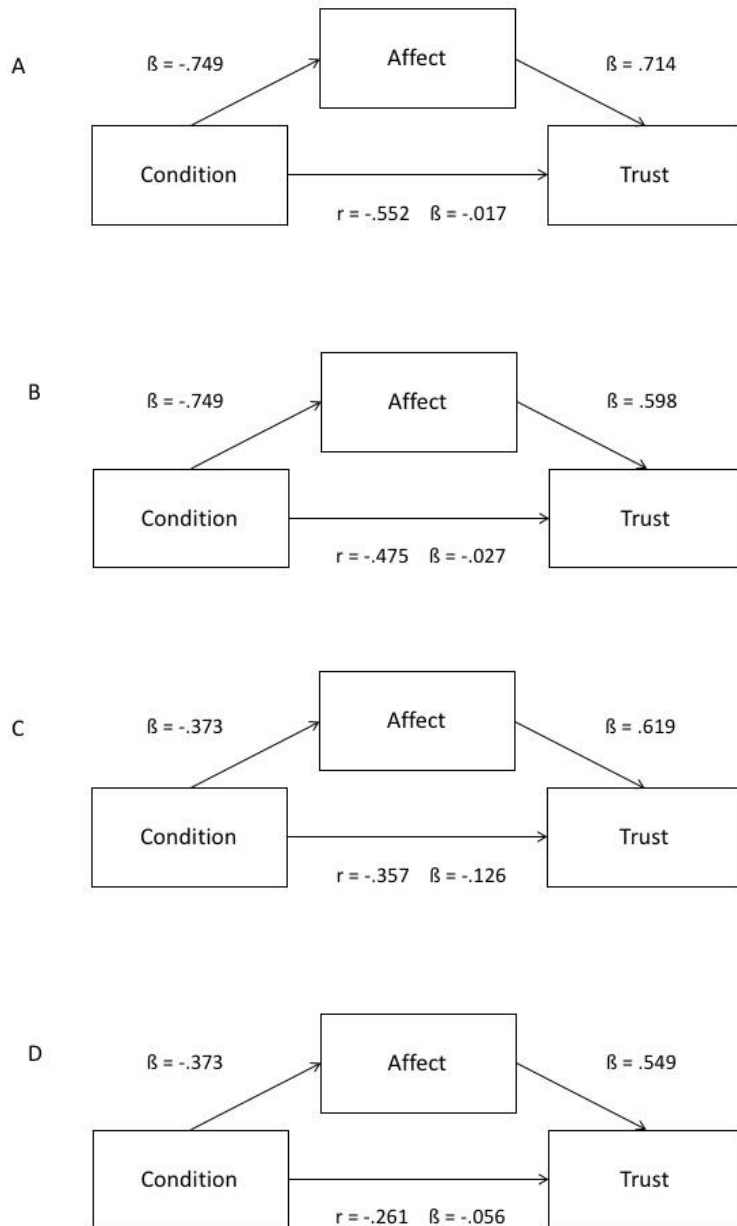 A
ß = -.749
Affect
ß = .714
Condition
Trust
r = -.552 ß = -.017
B
ß = -.749
Affect
ß = .598
Condition
Trust
r = -.475 ß = -.027
C
ß = -.373
Affect
ß = .619
Condition
Trust
r = -.357 ß = -.126
D
ß = -.373
Affect
ß = .549
Condition
Trust
r = -.261 ß = -.056